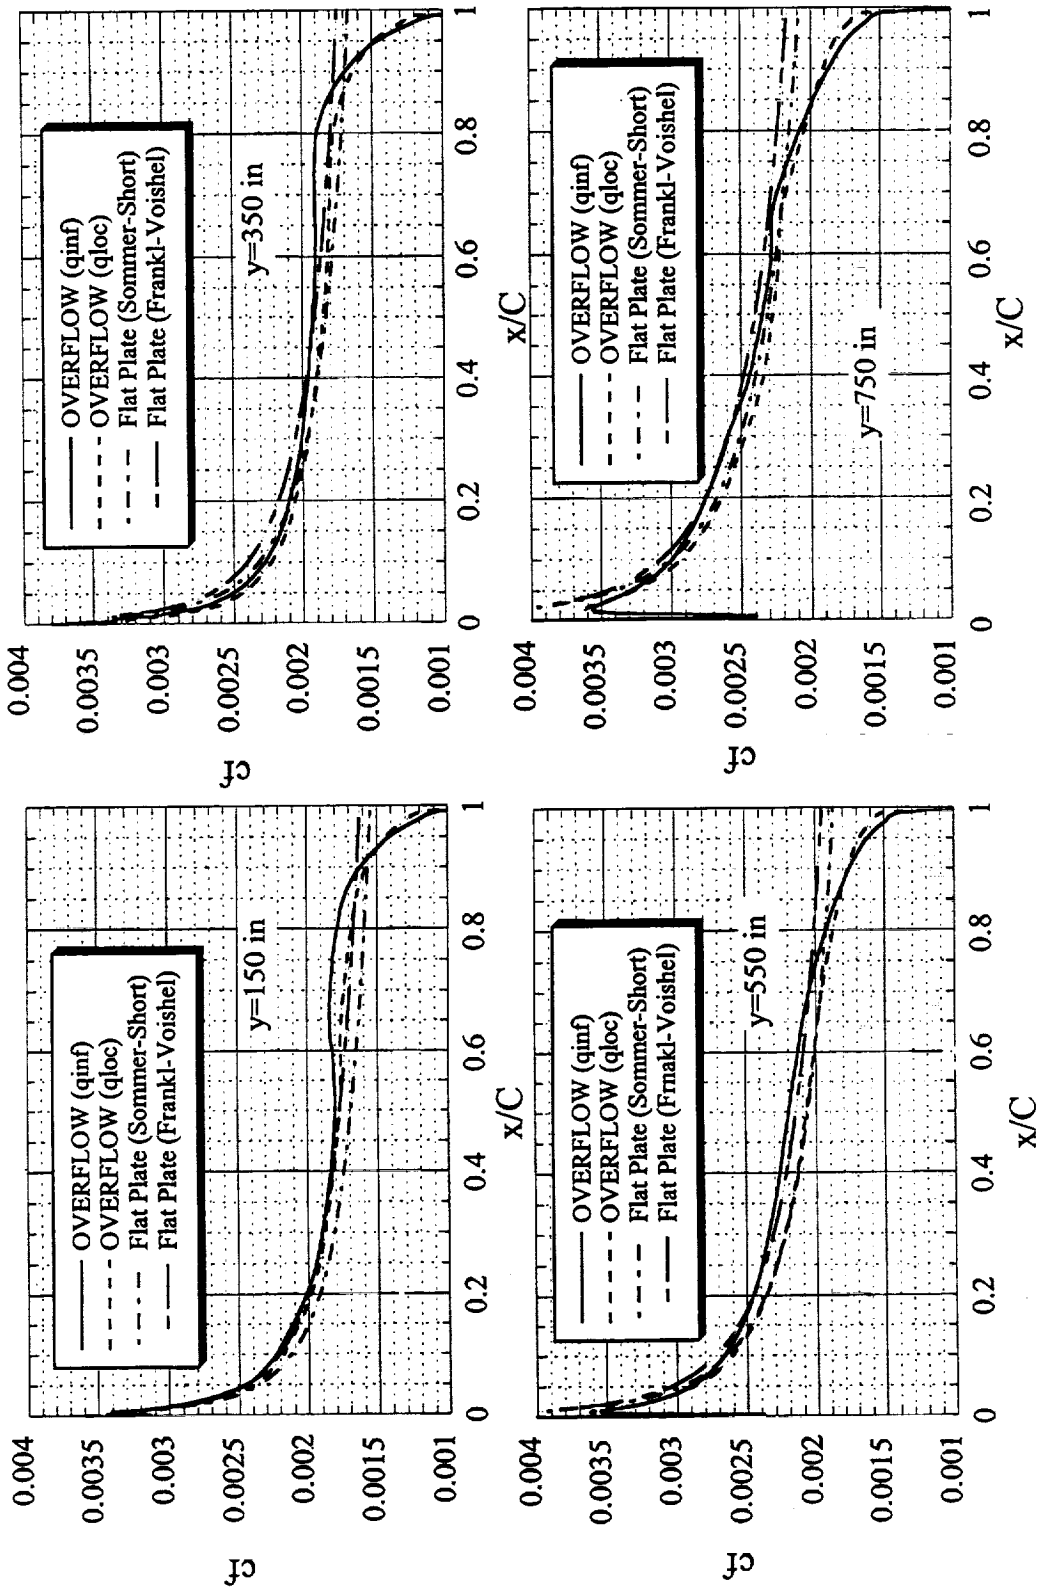 cf
0.004
0.0035
0.003
0.0025
0.002
0.0015
0.001
OVERFLOW (qinf)
OVERFLOW (qloc)
Flat Plate (Sommer-Short)
Flat Plate (Frankl-Voishel)
y=150 in
0
0.2
0.4
0.6
0.8
1
x/C
cf
0.004
0.0035
0.003
0.0025
0.002
0.0015
0.001
OVERFLOW (qinf)
OVERFLOW (qloc)
Flat Plate (Sommer-Short)
Flat Plate (Frankl-Voishel)
y=350 in
0
0.2
0.4
0.6
0.8
1
x/C
cf
0.004
0.0035
0.003
0.0025
0.002
0.0015
0.001
OVERFLOW (qinf)
OVERFLOW (qloc)
Flat Plate (Sommer-Short)
Flat Plate (Frnakl-Voishel)
y=550 in
0
0.2
0.4
0.6
0.8
1
x/C
cf
0.004
0.0035
0.003
0.0025
0.002
0.0015
0.001
OVERFLOW (qinf)
OVERFLOW (qloc)
Flat Plate (Sommer-Short)
Flat Plate (Frankl-Voishel)
y=750 in
0
0.2
0.4
0.6
0.8
1
x/C